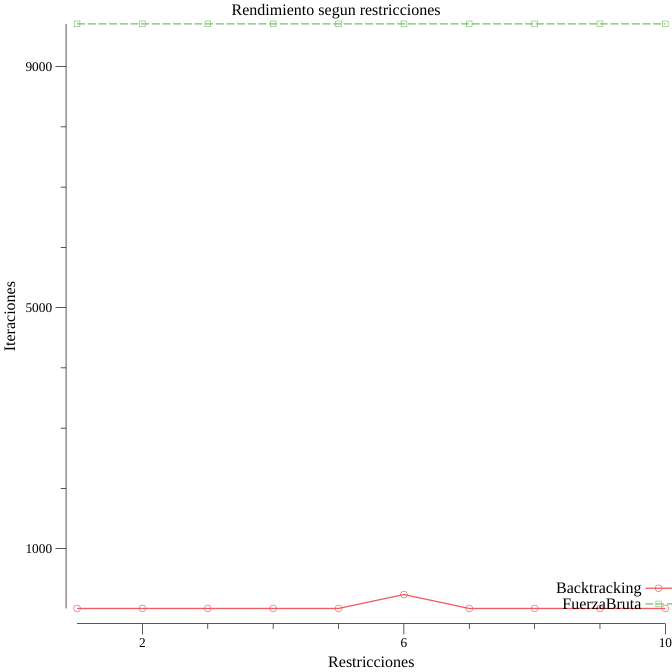 Rendimiento segun restricciones
9000
5000
1000
Iteraciones
Backtracking
FuerzaBruta
2
6
10
Restricciones